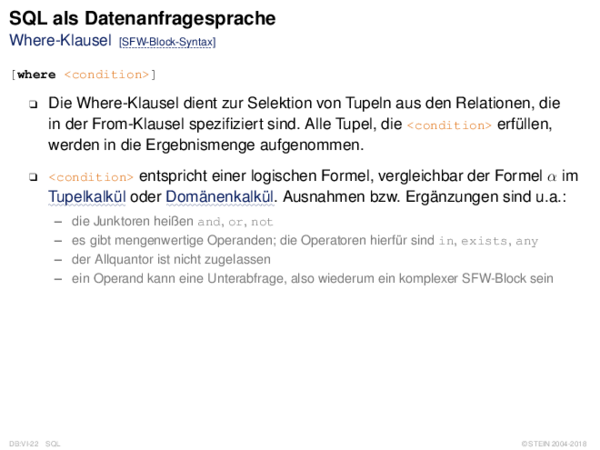 SQL als Datenanfragesprache
Where-Klausel [SFW-Block-Syntax]
[where <condition>]
❑ Die Where-Klausel dient zur Selektion von Tupeln aus den Relationen, die
in der From-Klausel spezifiziert sind. Alle Tupel, die <condition> erfüllen,
werden in die Ergebnismenge aufgenommen.
❑ <condition> entspricht einer logischen Formel, vergleichbar der Formel α im
Tupelkalkül oder Domänenkalkül. Ausnahmen bzw. Ergänzungen sind u.a.:
– die Junktoren heißen and, or, not
– es gibt mengenwertige Operanden; die Operatoren hierfür sind in, exists, any
– der Allquantor ist nicht zugelassen
– ein Operand kann eine Unterabfrage, also wiederum ein komplexer SFW-Block sein
DB:VI-22 SQL ©STEIN 2004-2018